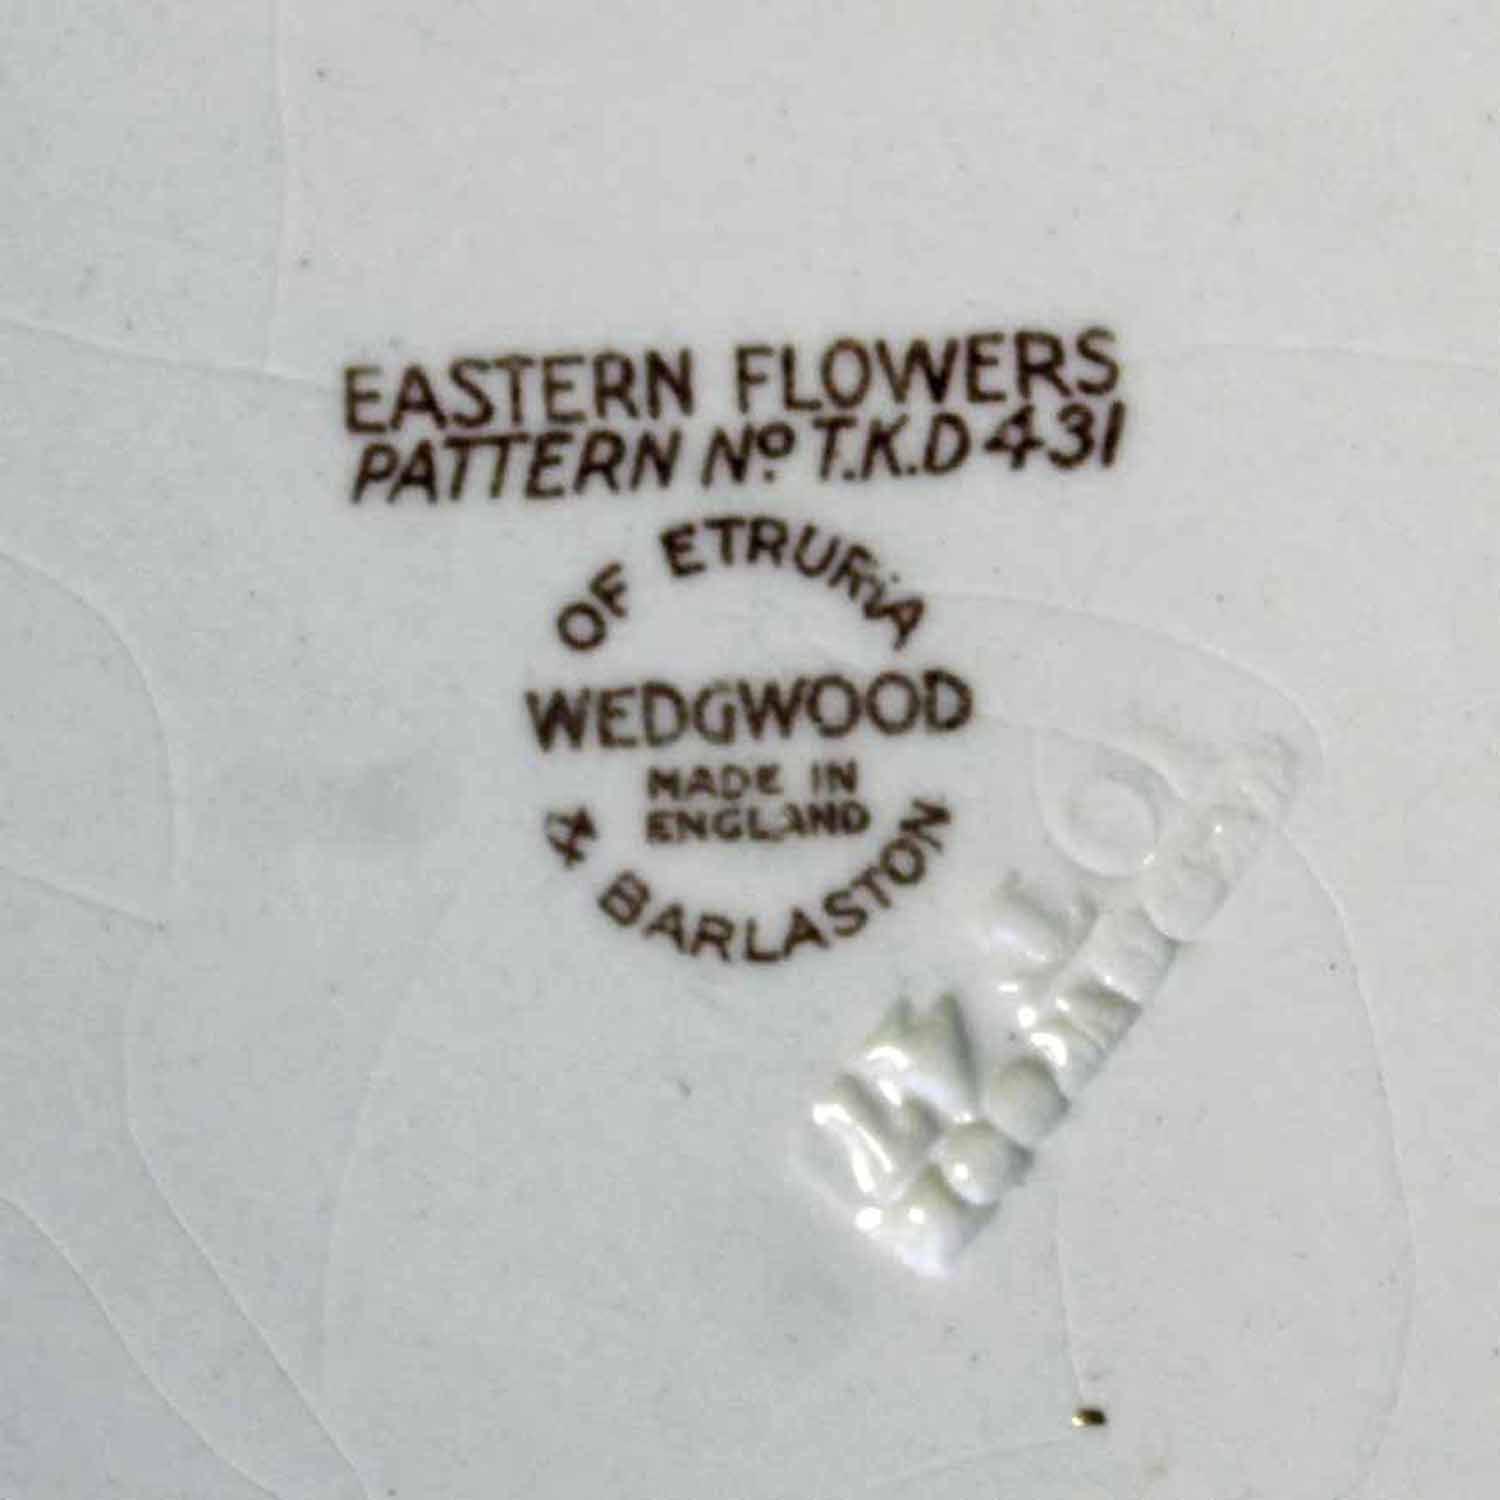 EASTERN FLOWERS
PATTERN Nº T.K.D 431
OF ETRURIA
WEDGWOOD
MADE IN
ENGLAND
& BARLASTON